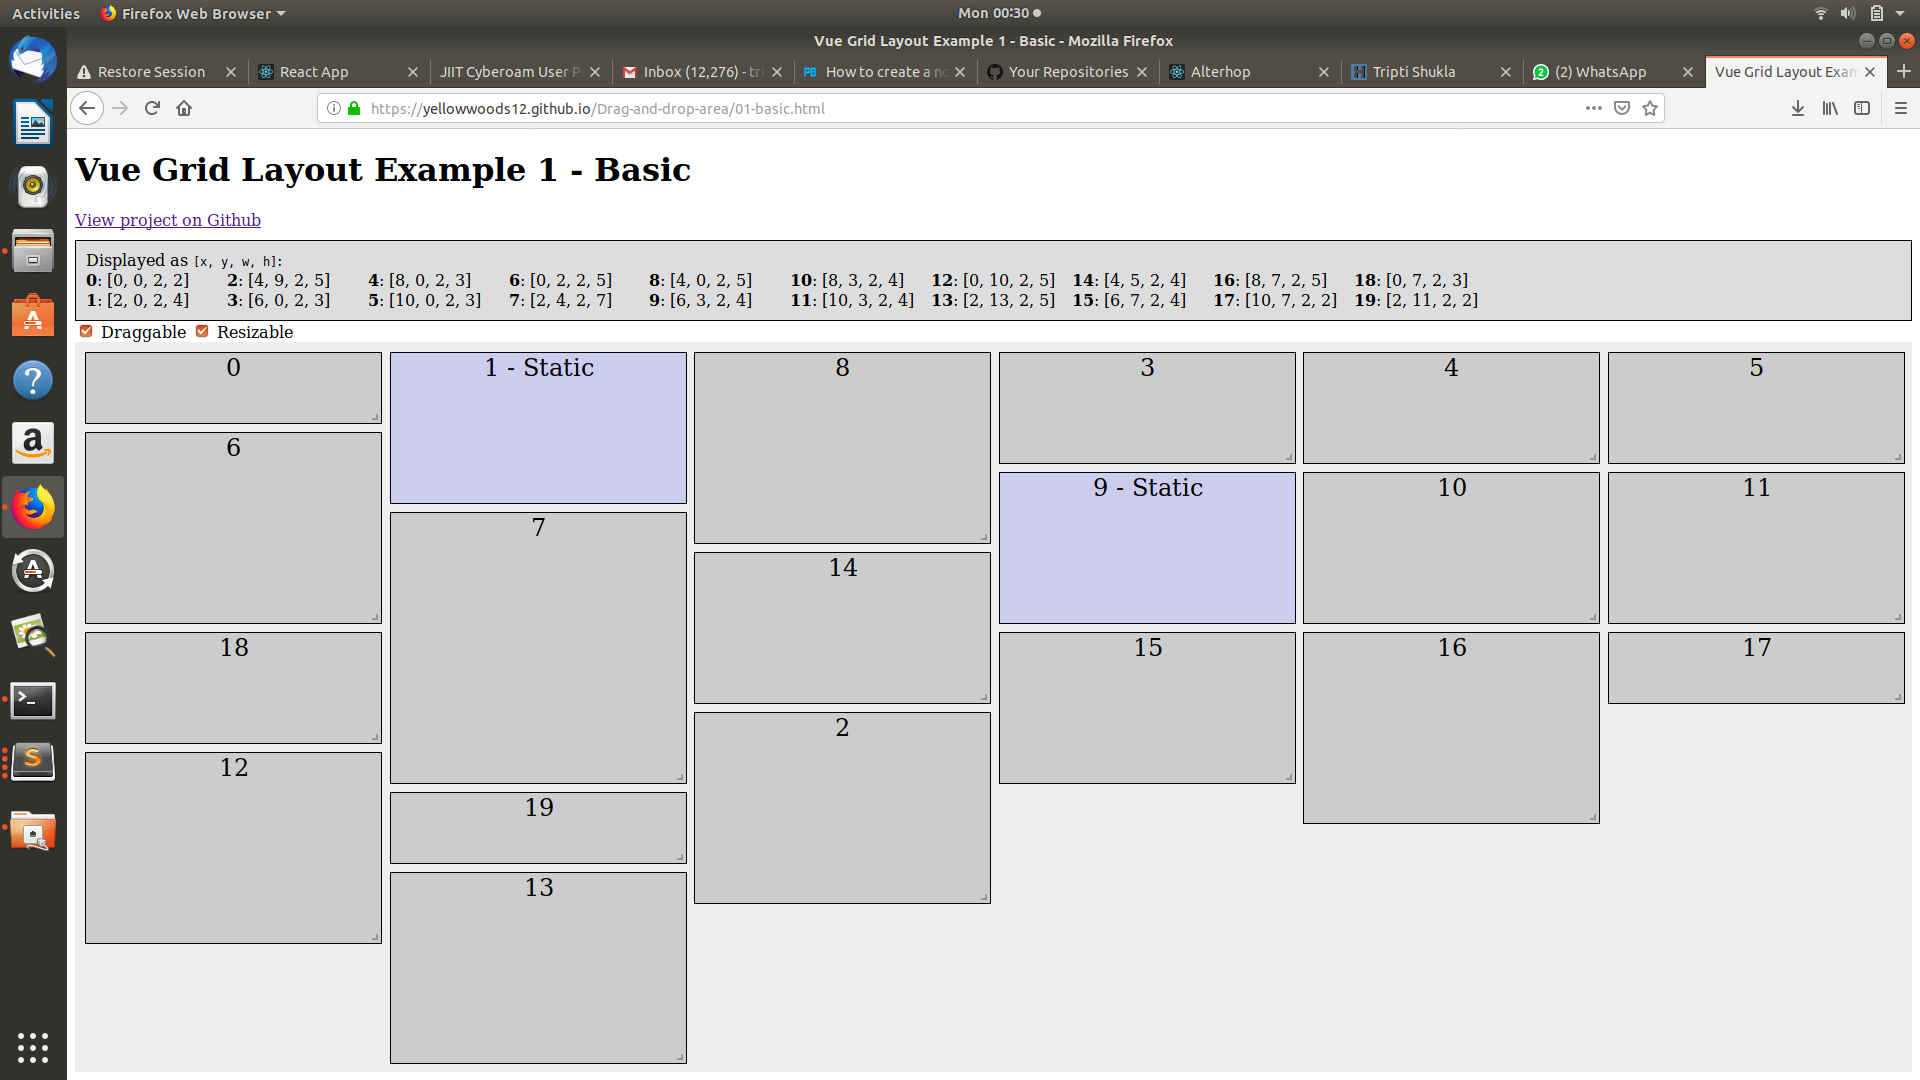 Activities Firefox Web Browser Mon 00:30
Vue Grid Layout Example 1 - Basic - Mozilla Firefox
Restore Session React App JIIT Cyberoam User P Inbox (12,276) - tri How to create a no Your Repositories Alterhop Tripti Shukla (2) WhatsApp Vue Grid Layout Exam
https://yellowwoods12.github.io/Drag-and-drop-area/01-basic.html
Vue Grid Layout Example 1 - Basic
View project on Github
Displayed as [x, y, w, h]:
0: [0, 0, 2, 2] 2: [4, 9, 2, 5] 4: [8, 0, 2, 3] 6: [0, 2, 2, 5] 8: [4, 0, 2, 5] 10: [8, 3, 2, 4] 12: [0, 10, 2, 5] 14: [4, 5, 2, 4] 16: [8, 7, 2, 5] 18: [0, 7, 2, 3]
1: [2, 0, 2, 4] 3: [6, 0, 2, 3] 5: [10, 0, 2, 3] 7: [2, 4, 2, 7] 9: [6, 3, 2, 4] 11: [10, 3, 2, 4] 13: [2, 13, 2, 5] 15: [6, 7, 2, 4] 17: [10, 7, 2, 2] 19: [2, 11, 2, 2]
Draggable Resizable
0 1 - Static 8 3 4 5
6
9 - Static 10 11
7
14
18 15 16 17
2
12
19
13